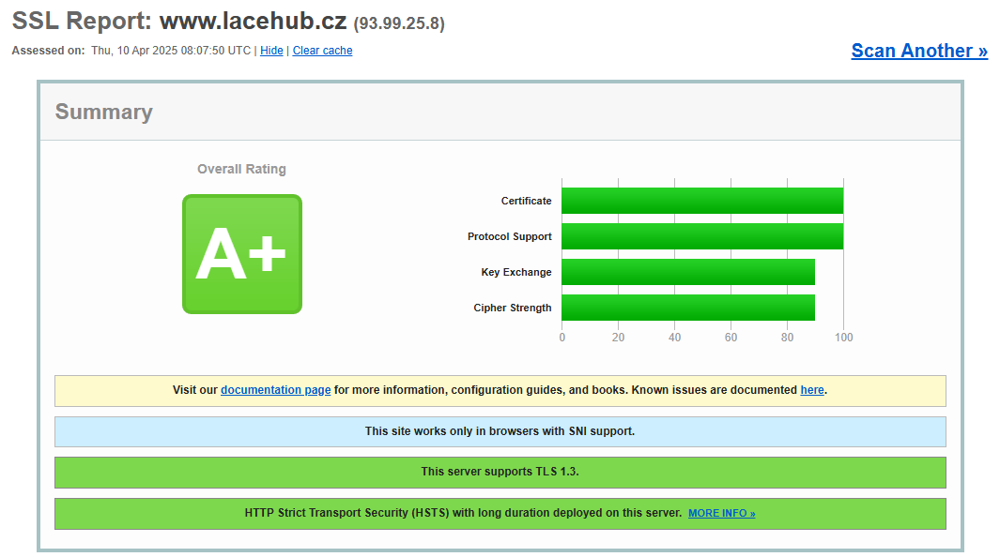 SSL Report: www.lacehub.cz (93.99.25.8)
Assessed on: Thu, 10 Apr 2025 08:07:50 UTC | Hide | Clear cache
Scan Another »
Summary
Overall Rating
A+
Certificate
Protocol Support
Key Exchange
Cipher Strength
0 20 40 60 80 100
Visit our documentation page for more information, configuration guides, and books. Known issues are documented here.
This site works only in browsers with SNI support.
This server supports TLS 1.3.
HTTP Strict Transport Security (HSTS) with long duration deployed on this server. MORE INFO »